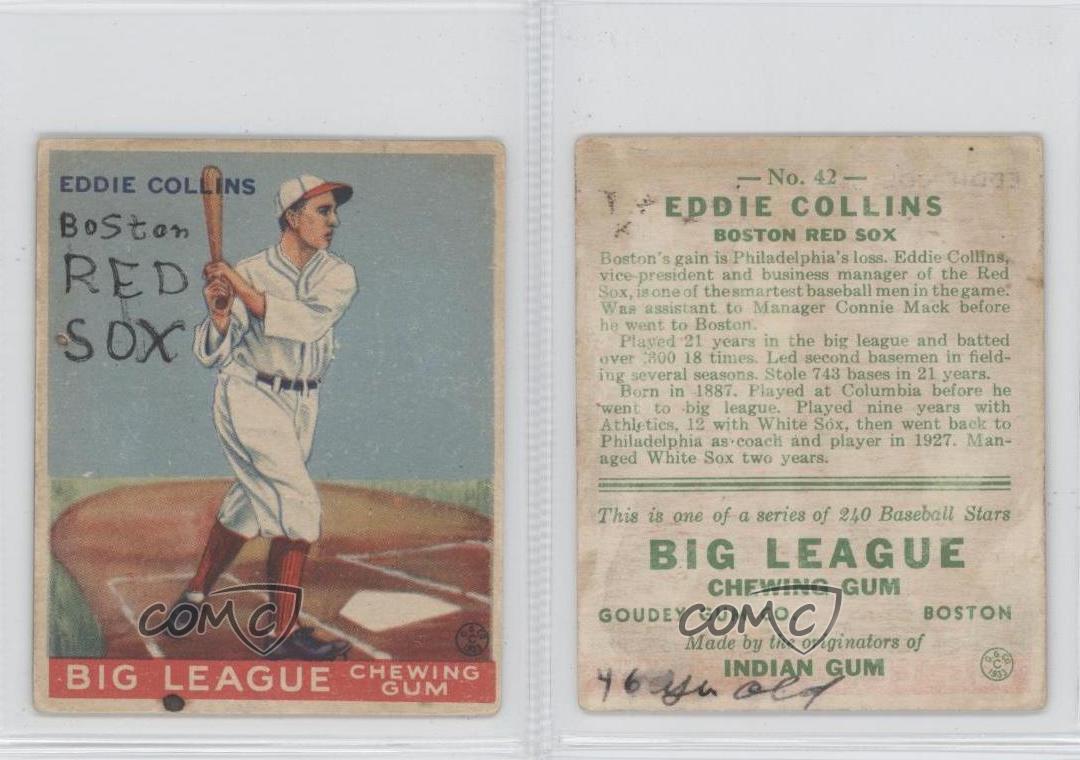 EDDIE COLLINS
Boston
RED
SOX
BIG LEAGUE CHEWING GUM
COMC
— No. 42 —
EDDIE COLLINS
BOSTON RED SOX
Boston's gain is Philadelphia's loss. Eddie Collins,
vice-president and business manager of the Red
Sox, is one of the smartest baseball men in the game.
Was assistant to Manager Connie Mack before
he went to Boston.
Played 21 years in the big league and batted
over .300 18 times. Led second basemen in field-
ing several seasons. Stole 743 bases in 21 years.
Born in 1887. Played at Columbia before he
went to big league. Played nine years with
Athletics, 12 with White Sox, then went back to
Philadelphia as coach and player in 1927. Man-
aged White Sox two years.
This is one of a series of 240 Baseball Stars
BIG LEAGUE
CHEWING GUM
GOUDEY GUM CO. BOSTON
COMC
Made by the originators of
INDIAN GUM
46 yrs old